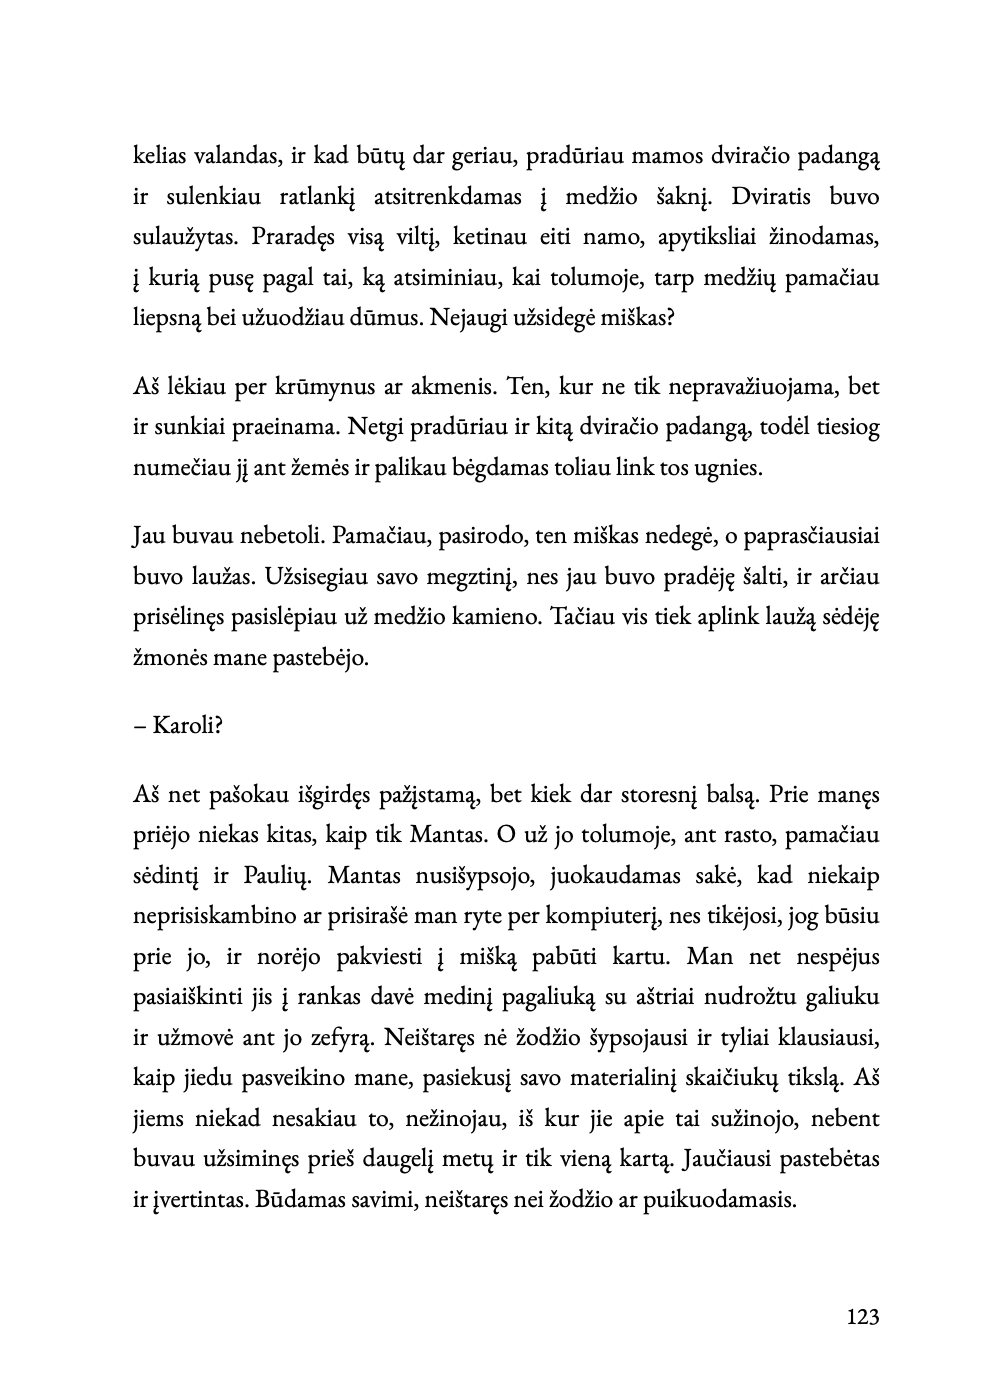 kelias valandas, ir kad būtų dar geriau, pradūriau mamos dviračio padangą
ir sulenkiau ratlankį atsitrenkdamas į medžio šaknį. Dviratis buvo
sulaužytas. Praradęs visą viltį, ketinau eiti namo, apytiksliai žinodamas,
į kurią pusę pagal tai, ką atsiminiau, kai tolumoje, tarp medžių pamačiau
liepsną bei užuodžiau dūmus. Nejaugi užsidegė miškas?
Aš lėkiau per krūmynus ar akmenis. Ten, kur ne tik nepravažiuojama, bet
ir sunkiai praeinama. Netgi pradūriau ir kitą dviračio padangą, todėl tiesiog
numečiau jį ant žemės ir palikau bėgdamas toliau link tos ugnies.
Jau buvau nebetoli. Pamačiau, pasirodo, ten miškas nedegė, o paprasčiausiai
buvo laužas. Užsisegiau savo megztinį, nes jau buvo pradėję šalti, ir arčiau
prisėlinęs pasislėpiau už medžio kamieno. Tačiau vis tiek aplink laužą sėdėję
žmonės mane pastebėjo.
– Karoli?
Aš net pašokau išgirdęs pažįstamą, bet kiek dar storesnį balsą. Prie manęs
priėjo niekas kitas, kaip tik Mantas. O už jo tolumoje, ant rasto, pamačiau
sėdintį ir Paulių. Mantas nusišypsojo, juokaudamas sakė, kad niekaip
neprisiskambino ar prisirašė man ryte per kompiuterį, nes tikėjosi, jog būsiu
prie jo, ir norėjo pakviesti į mišką pabūti kartu. Man net nespėjus
pasiaiškinti jis į rankas davė medinį pagaliuką su aštriai nudrožtu galiuku
ir užmovė ant jo zefyrą. Neištaręs nė žodžio šypsojausi ir tyliai klausiausi,
kaip jiedu pasveikino mane, pasiekusį savo materialinį skaičiukų tikslą. Aš
jiems niekad nesakiau to, nežinojau, iš kur jie apie tai sužinojo, nebent
buvau užsiminęs prieš daugelį metų ir tik vieną kartą. Jaučiausi pastebėtas
ir įvertintas. Būdamas savimi, neištaręs nei žodžio ar puikuodamasis.
123